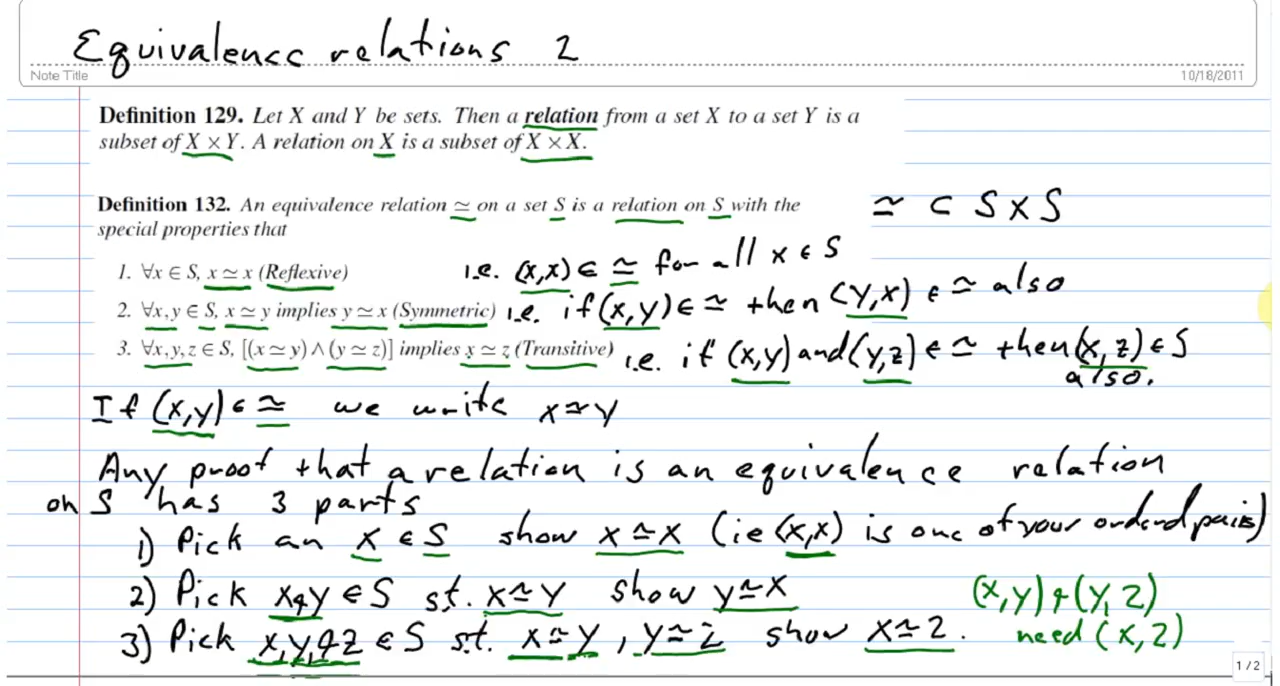 Equivalence relations 2
Note Title
10/18/2011
Definition 129. Let X and Y be sets. Then a relation from a set X to a set Y is a
subset of X × Y. A relation on X is a subset of X × X.
Definition 132. An equivalence relation ≃ on a set S is a relation on S with the
special properties that
≃ ⊂ S X S
1. ∀x ∈ S, x ≃ x (Reflexive) i.e. (x,x) ∈ ≃ for all x ∈ S
2. ∀x, y ∈ S, x ≃ y implies y ≃ x (Symmetric) i.e. if (x,y) ∈ ≃ then (y,x) ∈ ≃ also
3. ∀x, y, z ∈ S, [(x ≃ y) ∧ (y ≃ z)] implies x ≃ z (Transitive) i.e. if (x,y) and (y,z) ∈ ≃ then (x,z) ∈ S
also.
If (x,y) ∈ ≃ we write x≃y
Any proof that a relation is an equivalence relation
on S has 3 parts
1) Pick an x ∈ S show x ≃ x (ie (x,x) is one of your ordered pairs)
2) Pick x & y ∈ S st. x ≃ y show y ≃ x (x,y) & (y,z)
3) Pick x, y, & z ∈ S s.t. x ≃ y, y ≃ z show x ≃ z. need (x,z)
1 / 2